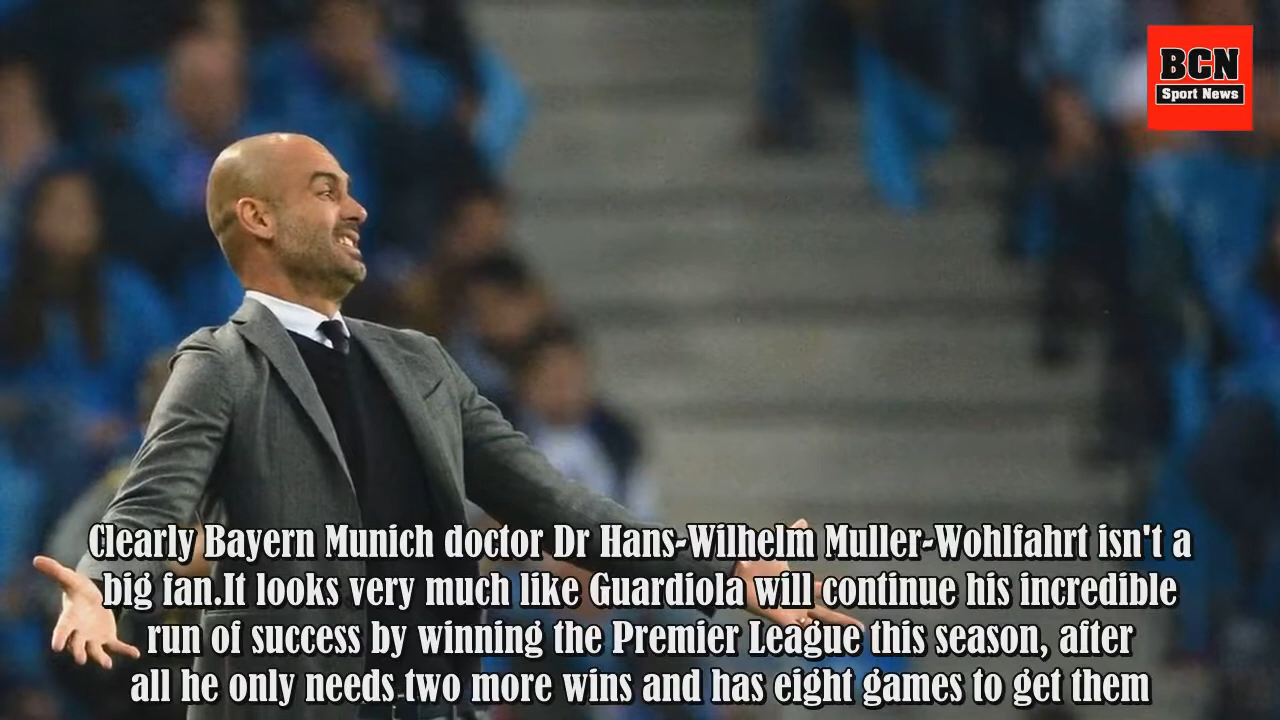 BCN
Sport News
Clearly Bayern Munich doctor Dr Hans-Wilhelm Muller-Wohlfahrt isn't a
big fan.It looks very much like Guardiola will continue his incredible
run of success by winning the Premier League this season, after
all he only needs two more wins and has eight games to get them